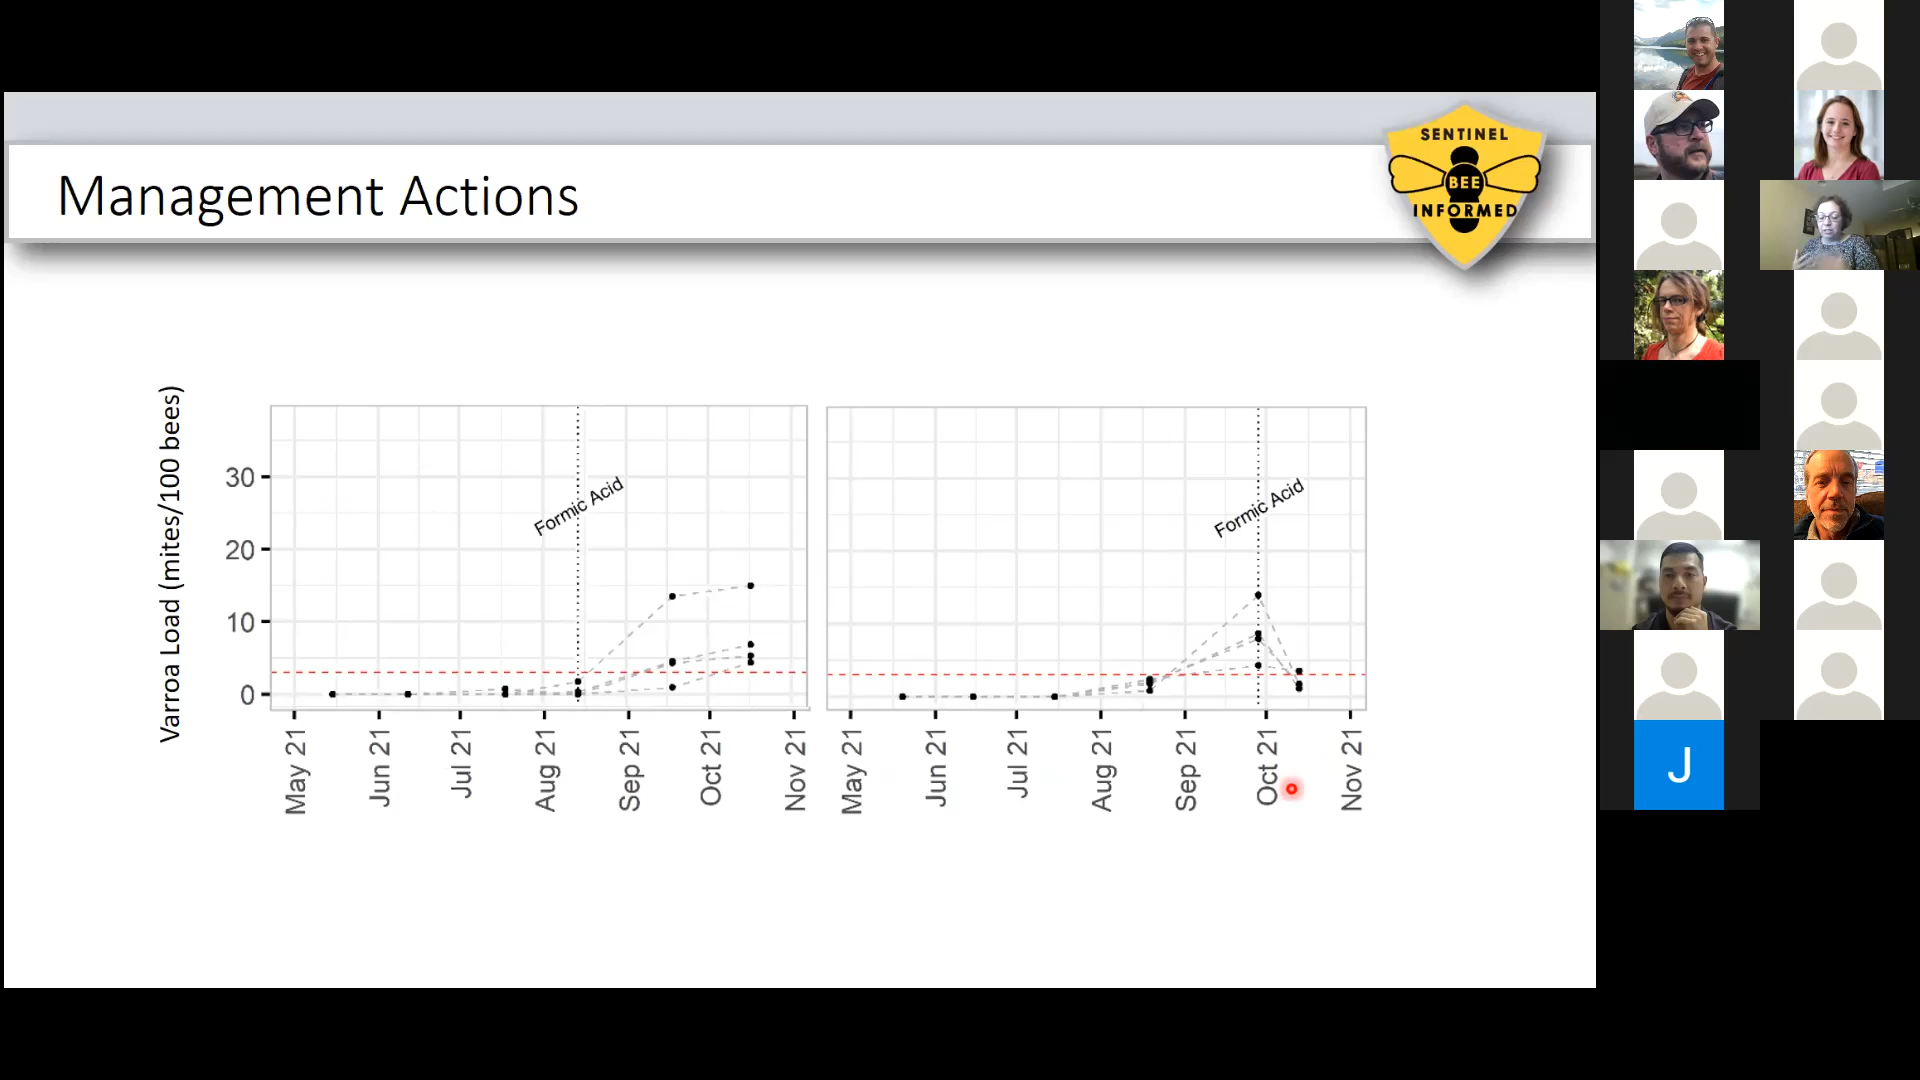 Management Actions
SENTINEL
BEE
INFORMED
Varroa Load (mites/100 bees)
30
20
10
0
Formic Acid
May 21
Jun 21
Jul 21
Aug 21
Sep 21
Oct 21
Nov 21
Formic Acid
May 21
Jun 21
Jul 21
Aug 21
Sep 21
Oct 21
Nov 21
J